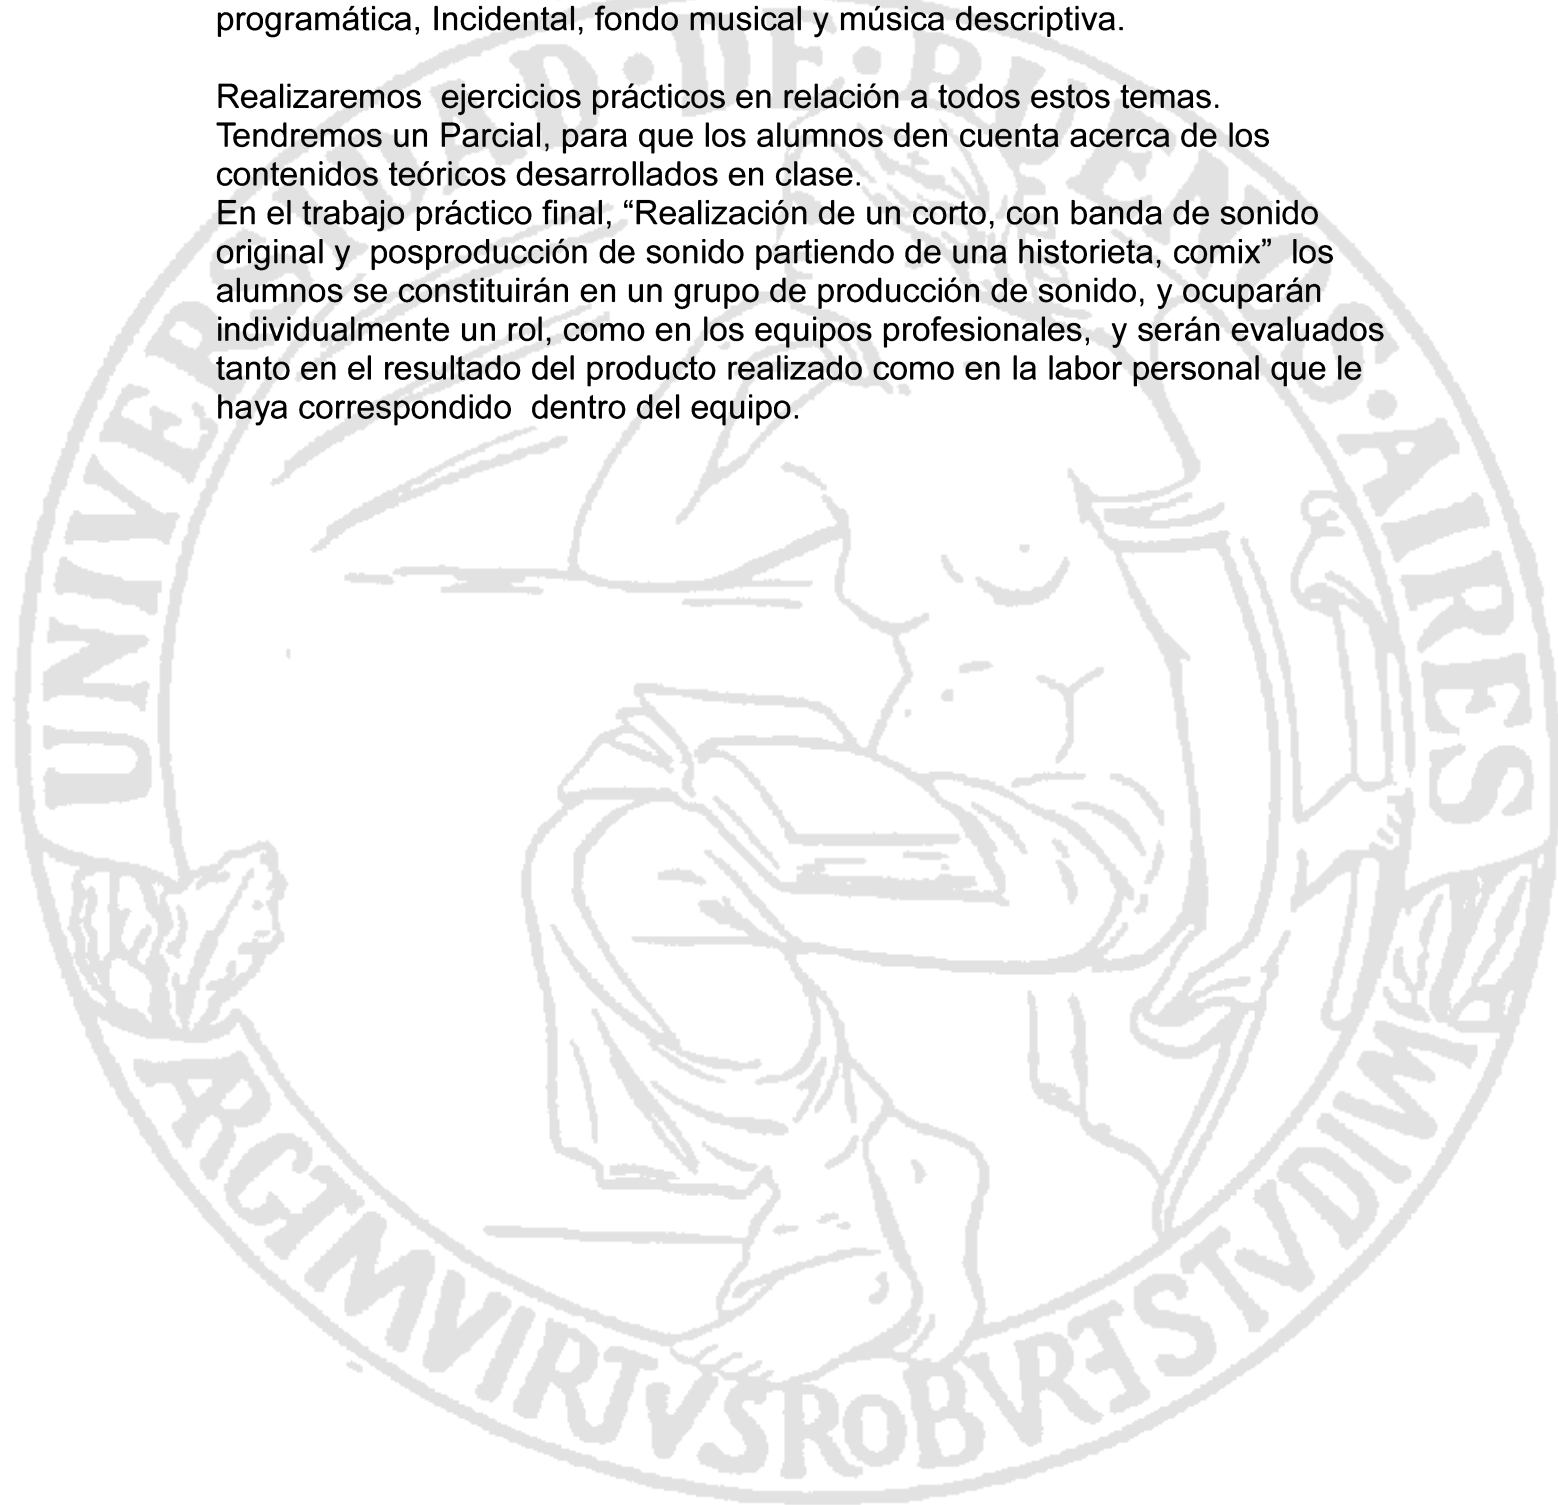 programática, Incidental, fondo musical y música descriptiva.
Realizaremos  ejercicios prácticos en relación a todos estos temas.
Tendremos un Parcial, para que los alumnos den cuenta acerca de los
contenidos teóricos desarrollados en clase.
En el trabajo práctico final, “Realización de un corto, con banda de sonido
original y  posproducción de sonido partiendo de una historieta, comix”  los
alumnos se constituirán en un grupo de producción de sonido, y ocuparán
individualmente un rol, como en los equipos profesionales,  y serán evaluados
tanto en el resultado del producto realizado como en la labor personal que le
haya correspondido  dentro del equipo.
UNIVERSIDAD·DE·BUENOS·AIRES
ARGTMVIRTVSROBVRETSTVDIVM